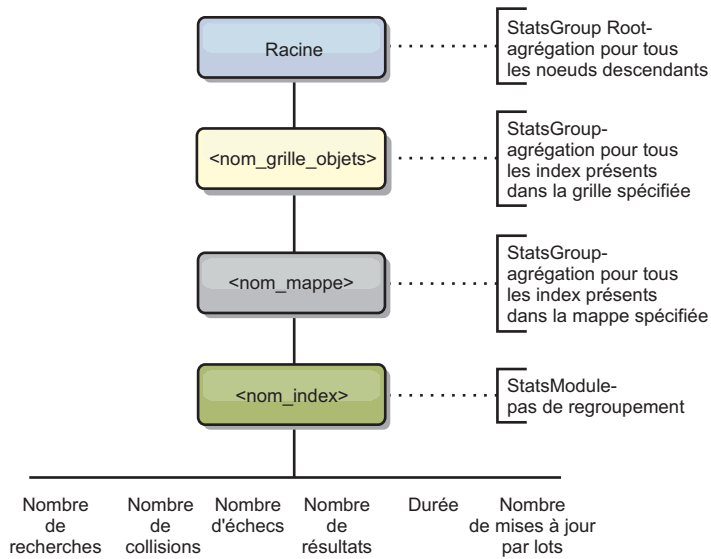 Racine
StatsGroup Root-
agrégation pour tous
les noeuds descendants
<nom_grille_objets>
StatsGroup-
agrégation pour tous
les index présents
dans la grille spécifiée
<nom_mappe>
StatsGroup-
agrégation pour tous
les index présents
dans la mappe spécifiée
<nom_index>
StatsModule-
pas de regroupement
Nombre
de
recherches
Nombre
de
collisions
Nombre
d'échecs
Nombre
de
résultats
Durée
Nombre
de mises à jour
par lots